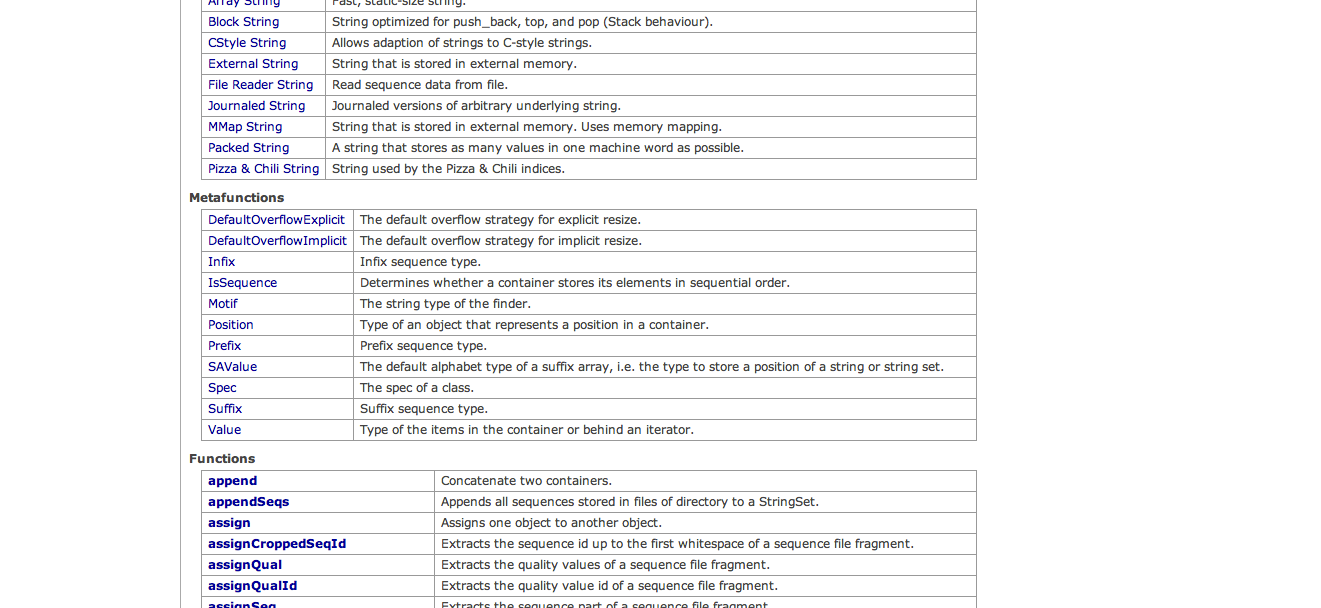 Array String Fast, static-size string.
Block String String optimized for push_back, top, and pop (Stack behaviour).
CStyle String Allows adaption of strings to C-style strings.
External String String that is stored in external memory.
File Reader String Read sequence data from file.
Journaled String Journaled versions of arbitrary underlying string.
MMap String String that is stored in external memory. Uses memory mapping.
Packed String A string that stores as many values in one machine word as possible.
Pizza & Chili String String used by the Pizza & Chili indices.
Metafunctions
DefaultOverflowExplicit The default overflow strategy for explicit resize.
DefaultOverflowImplicit The default overflow strategy for implicit resize.
Infix Infix sequence type.
IsSequence Determines whether a container stores its elements in sequential order.
Motif The string type of the finder.
Position Type of an object that represents a position in a container.
Prefix Prefix sequence type.
SAValue The default alphabet type of a suffix array, i.e. the type to store a position of a string or string set.
Spec The spec of a class.
Suffix Suffix sequence type.
Value Type of the items in the container or behind an iterator.
Functions
append Concatenate two containers.
appendSeqs Appends all sequences stored in files of directory to a StringSet.
assign Assigns one object to another object.
assignCroppedSeqId Extracts the sequence id up to the first whitespace of a sequence file fragment.
assignQual Extracts the quality values of a sequence file fragment.
assignQualId Extracts the quality value id of a sequence file fragment.
assignSeq Extracts the sequence part of a sequence file fragment.